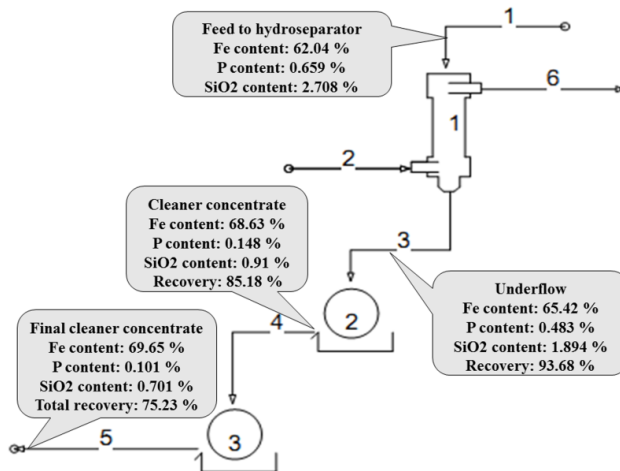 1
Feed to hydroseparator
Fe content: 62.04 %
P content: 0.659 %
SiO2 content: 2.708 %
6
1
2
Cleaner concentrate
Fe content: 68.63 %
P content: 0.148 %
SiO2 content: 0.91 %
Recovery: 85.18 %
3
Underflow
Fe content: 65.42 %
P content: 0.483 %
SiO2 content: 1.894 %
Recovery: 93.68 %
2
4
Final cleaner concentrate
Fe content: 69.65 %
P content: 0.101 %
SiO2 content: 0.701 %
Total recovery: 75.23 %
3
5